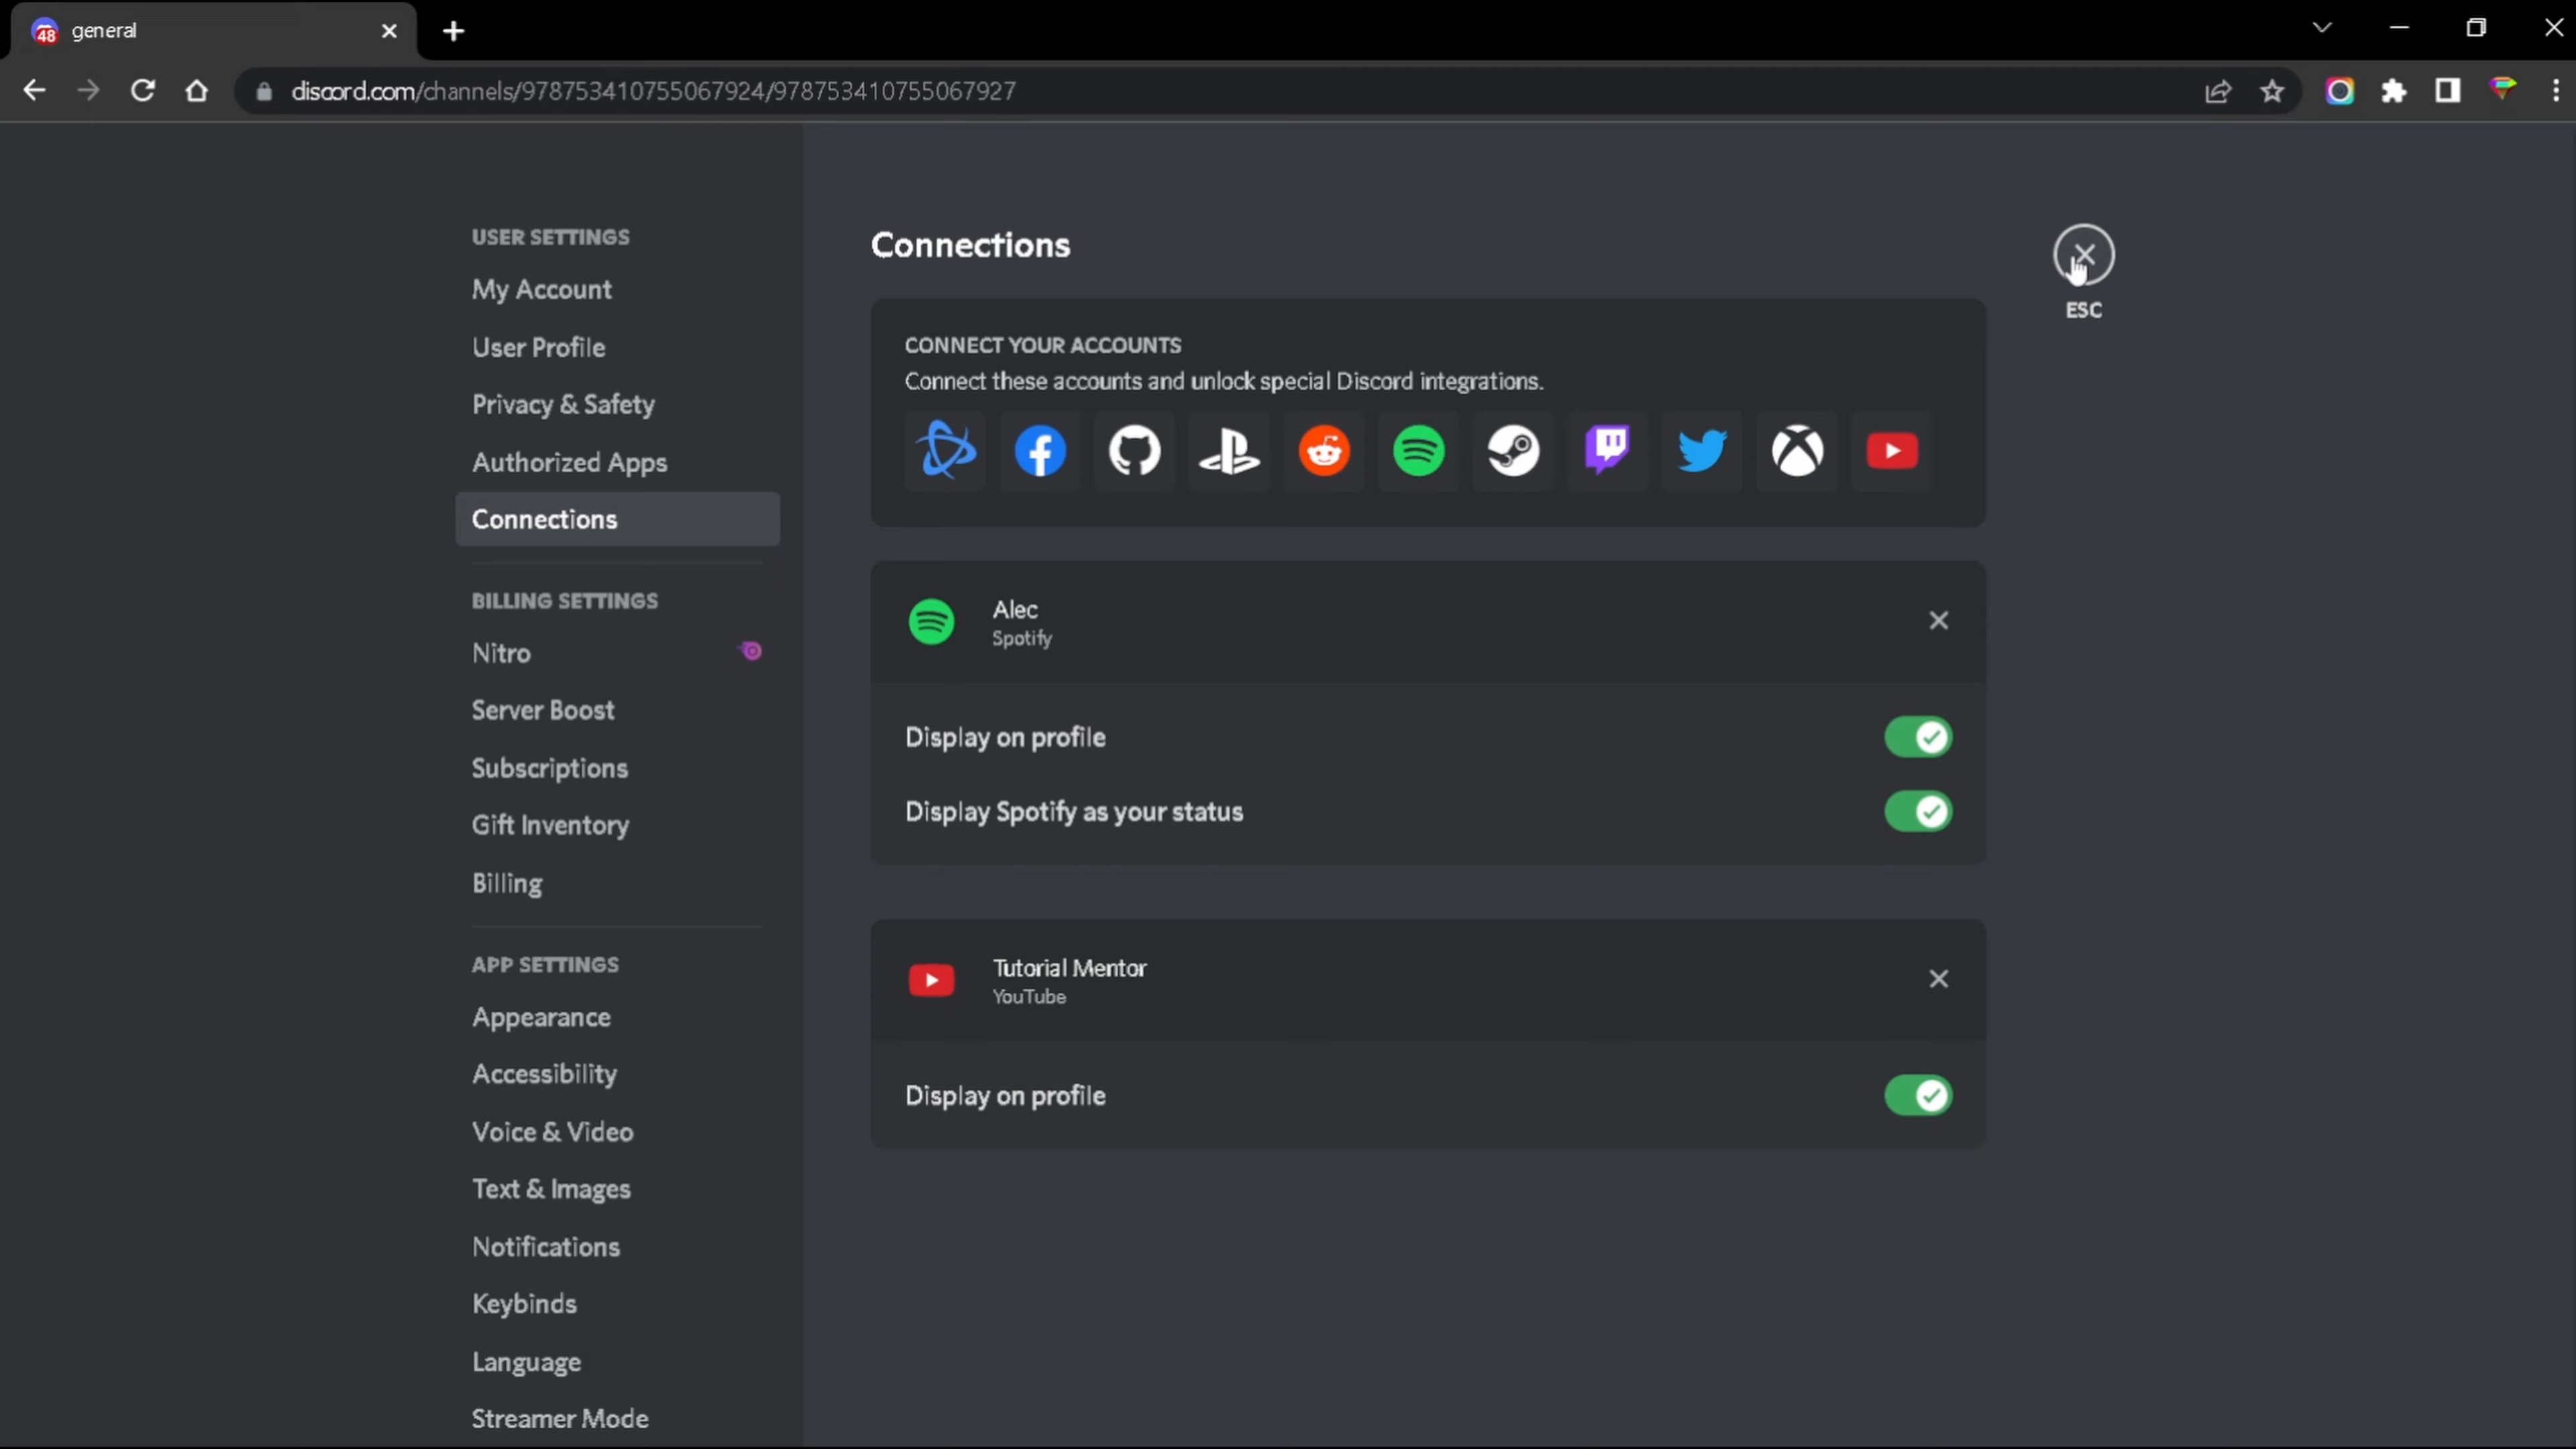 48 general
discord.com/channels/978753410755067924/978753410755067927
USER SETTINGS
My Account
User Profile
Privacy & Safety
Authorized Apps
Connections
BILLING SETTINGS
Nitro
Server Boost
Subscriptions
Gift Inventory
Billing
APP SETTINGS
Appearance
Accessibility
Voice & Video
Text & Images
Notifications
Keybinds
Language
Streamer Mode
Connections
ESC
CONNECT YOUR ACCOUNTS
Connect these accounts and unlock special Discord integrations.
Alec
Spotify
Display on profile
Display Spotify as your status
Tutorial Mentor
YouTube
Display on profile